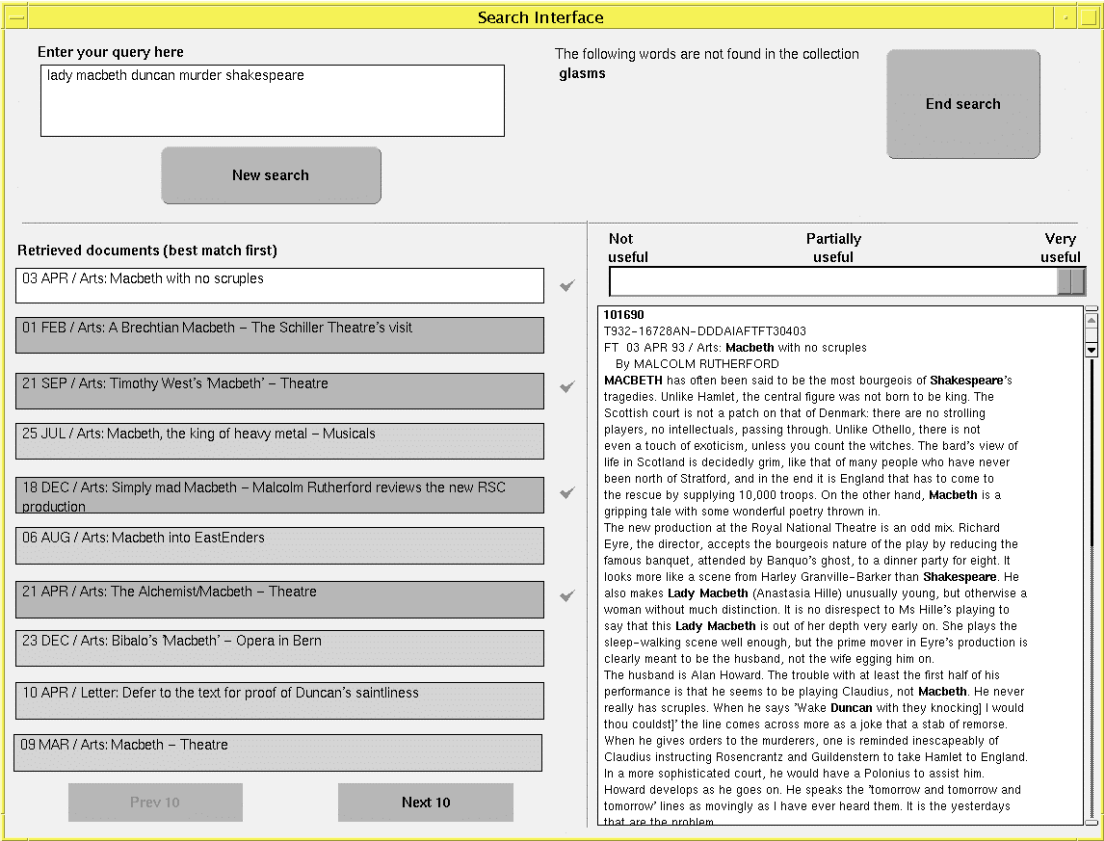 Search Interface
Enter your query here
lady macbeth duncan murder shakespeare
New search
The following words are not found in the collection
glasms
End search
Retrieved documents (best match first)
03 APR / Arts: Macbeth with no scruples
01 FEB / Arts: A Brechtian Macbeth – The Schiller Theatre's visit
21 SEP / Arts: Timothy West's 'Macbeth' – Theatre
25 JUL / Arts: Macbeth, the king of heavy metal – Musicals
18 DEC / Arts: Simply mad Macbeth – Malcolm Rutherford reviews the new RSC
production
06 AUG / Arts: Macbeth into EastEnders
21 APR / Arts: The Alchemist/Macbeth – Theatre
23 DEC / Arts: Bibalo's 'Macbeth' – Opera in Bern
10 APR / Letter: Defer to the text for proof of Duncan's saintliness
09 MAR / Arts: Macbeth – Theatre
Prev 10
Next 10
Not useful
Partially useful
Very useful
101690
T932-16728AN-DDDAIAFTFT30403
FT 03 APR 93 / Arts: Macbeth with no scruples
By MALCOLM RUTHERFORD
MACBETH has often been said to be the most bourgeois of Shakespeare's
tragedies. Unlike Hamlet, the central figure was not born to be king. The
Scottish court is not a patch on that of Denmark: there are no strolling
players, no intellectuals, passing through. Unlike Othello, there is not
even a touch of exoticism, unless you count the witches. The bard's view of
life in Scotland is decidedly grim, like that of many people who have never
been north of Stratford, and in the end it is England that has to come to
the rescue by supplying 10,000 troops. On the other hand, Macbeth is a
gripping tale with some wonderful poetry thrown in.
The new production at the Royal National Theatre is an odd mix. Richard
Eyre, the director, accepts the bourgeois nature of the play by reducing the
famous banquet, attended by Banquo's ghost, to a dinner party for eight. It
looks more like a scene from Harley Granville-Barker than Shakespeare. He
also makes Lady Macbeth (Anastasia Hille) unusually young, but otherwise a
woman without much distinction. It is no disrespect to Ms Hille's playing to
say that this Lady Macbeth is out of her depth very early on. She plays the
sleep-walking scene well enough, but the prime mover in Eyre's production is
clearly meant to be the husband, not the wife egging him on.
The husband is Alan Howard. The trouble with at least the first half of his
performance is that he seems to be playing Claudius, not Macbeth. He never
really has scruples. When he says 'Wake Duncan with they knocking] I would
thou couldst]' the line comes across more as a joke that a stab of remorse.
When he gives orders to the murderers, one is reminded inescapeably of
Claudius instructing Rosencrantz and Guildenstern to take Hamlet to England.
In a more sophisticated court, he would have a Polonius to assist him.
Howard develops as he goes on. He speaks the 'tomorrow and tomorrow and
tomorrow' lines as movingly as I have ever heard them. It is the yesterdays
that are the problem.